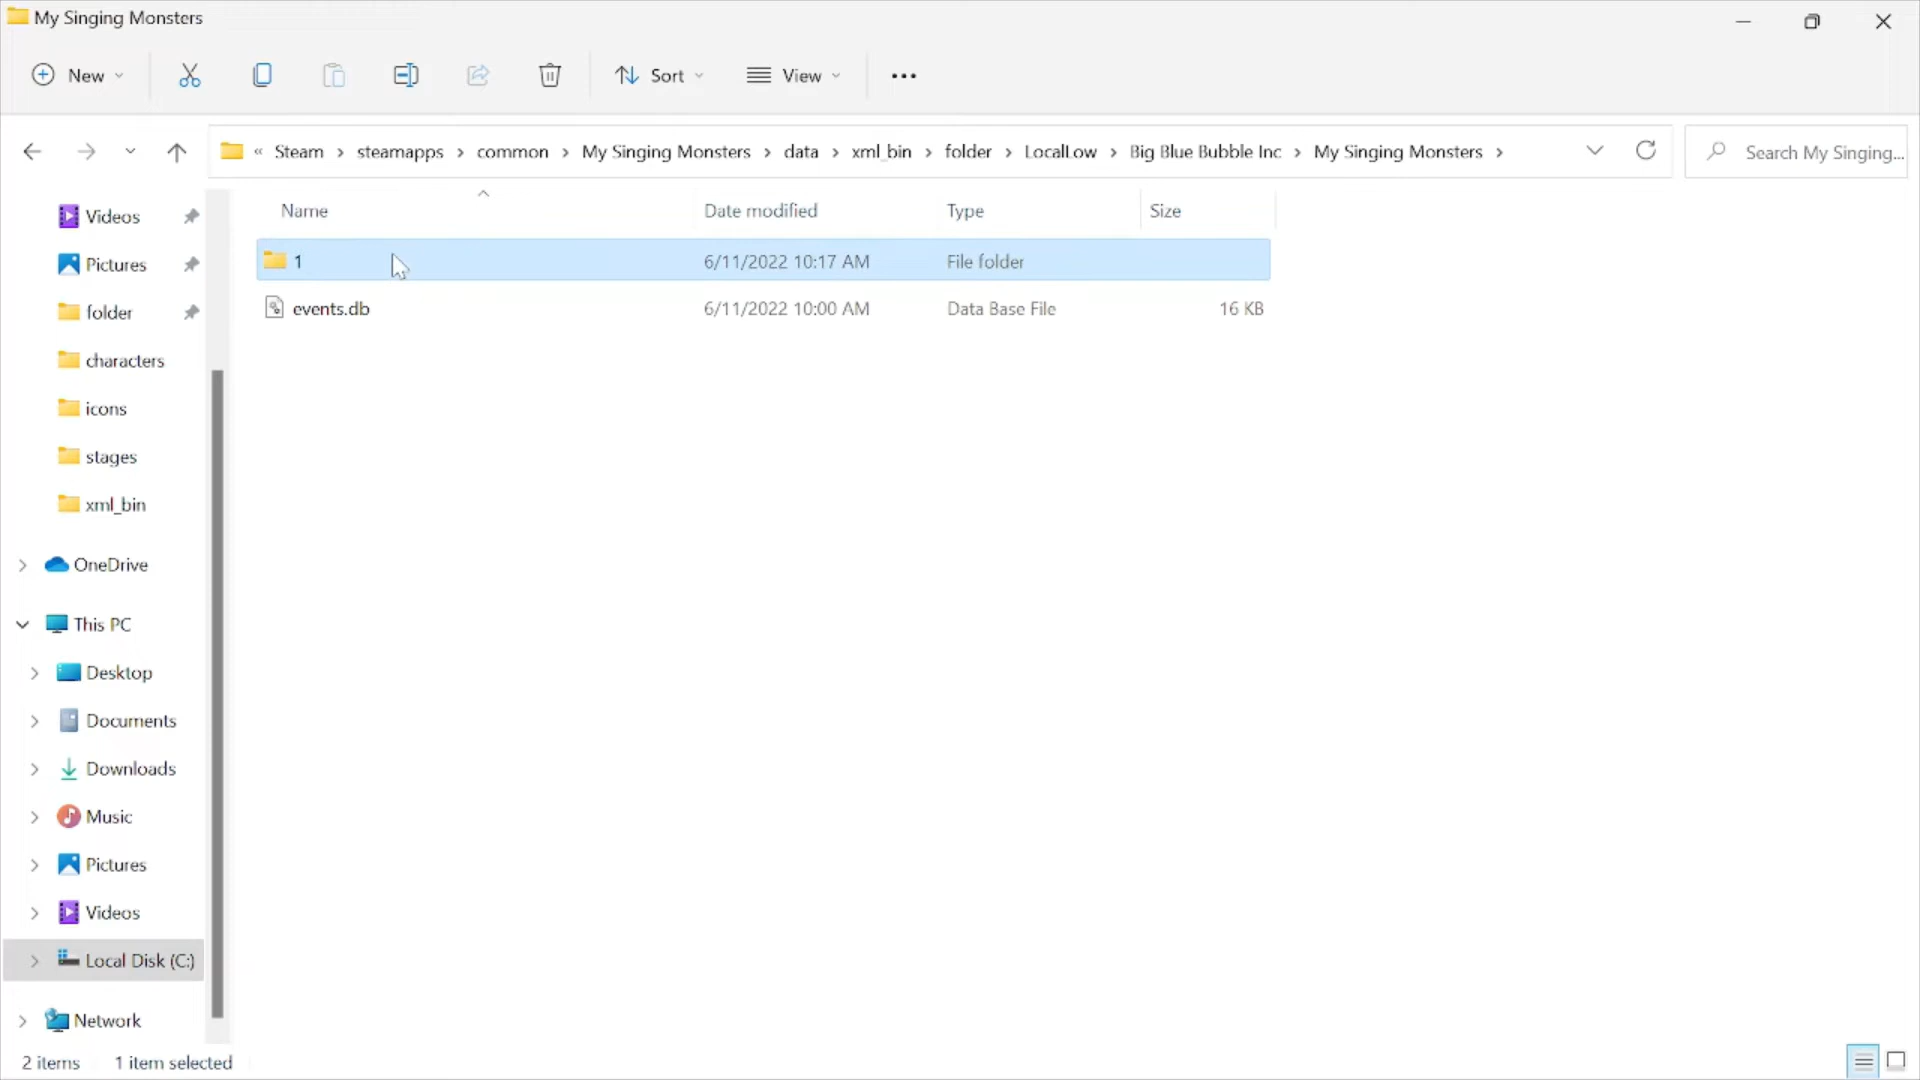 My Singing Monsters
New
Sort
View
« Steam > steamapps > common > My Singing Monsters > data > xml_bin > folder > LocalLow > Big Blue Bubble Inc > My Singing Monsters >
Search My Singing...
Name Date modified Type Size
1 6/11/2022 10:17 AM File folder
events.db 6/11/2022 10:00 AM Data Base File 16 KB
Videos
Pictures
folder
characters
icons
stages
xml_bin
OneDrive
This PC
Desktop
Documents
Downloads
Music
Pictures
Videos
Local Disk (C:)
Network
2 items 1 item selected